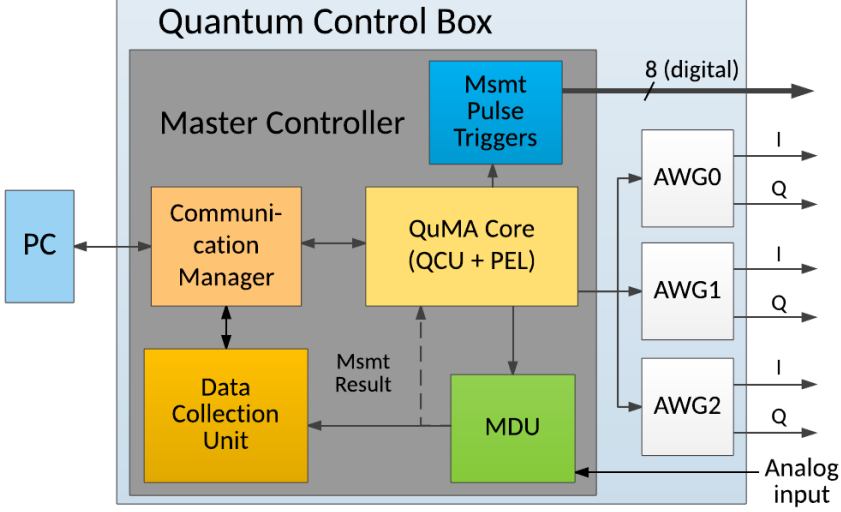 Quantum Control Box
8 (digital)
Msmt
Pulse
Triggers
Master Controller
I
AWG0
Q
Communi-
cation
Manager
QuMA Core
(QCU + PEL)
PC
I
AWG1
Q
Msmt
Result
Data
Collection
Unit
MDU
I
AWG2
Q
Analog
input